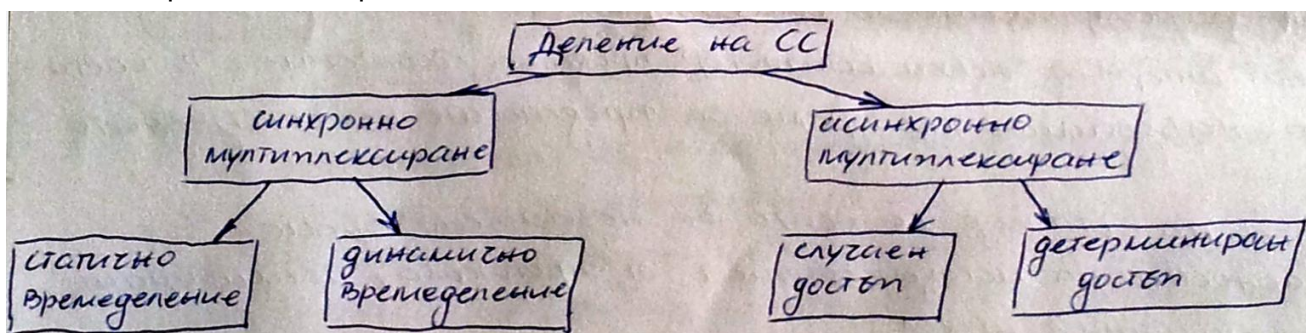 Деление на СС
синхронно
мултиплексиране
асинхронно
мултиплексиране
статично
времеделение
динамично
времеделение
случаен
достъп
детерминиран
достъп